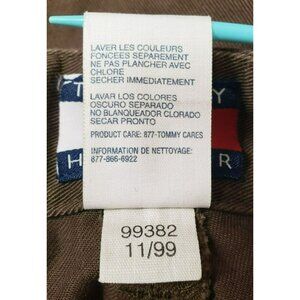 LAVER LES COULEURS
FONCEES SEPAREMENT
NE PAS PLANCHER AVEC
CHLORE
SECHER IMMEDIATEMENT
LAVAR LOS COLORES
OSCURO SEPARADO
NO BLANQUEADOR CLORADO
SECAR PRONTO
PRODUCT CARE: 877-TOMMY CARES
INFORMATION DE NETTOYAGE:
877-866-6922
T Y
H R
99382
11/99